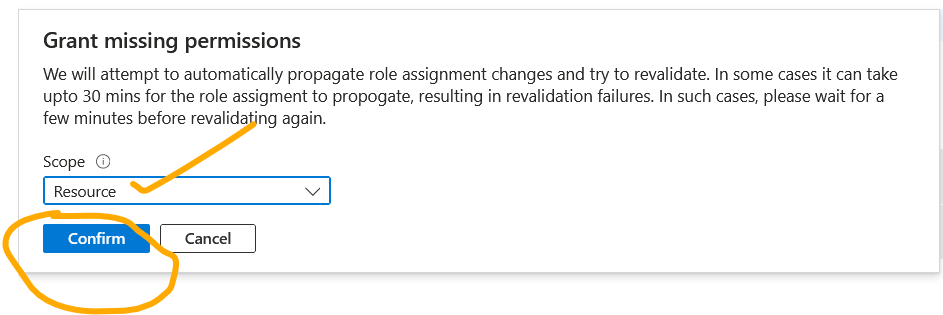 Grant missing permissions
We will attempt to automatically propagate role assignment changes and try to revalidate. In some cases it can take
upto 30 mins for the role assigment to propogate, resulting in revalidation failures. In such cases, please wait for a
few minutes before revalidating again.
Scope
Resource
Confirm Cancel